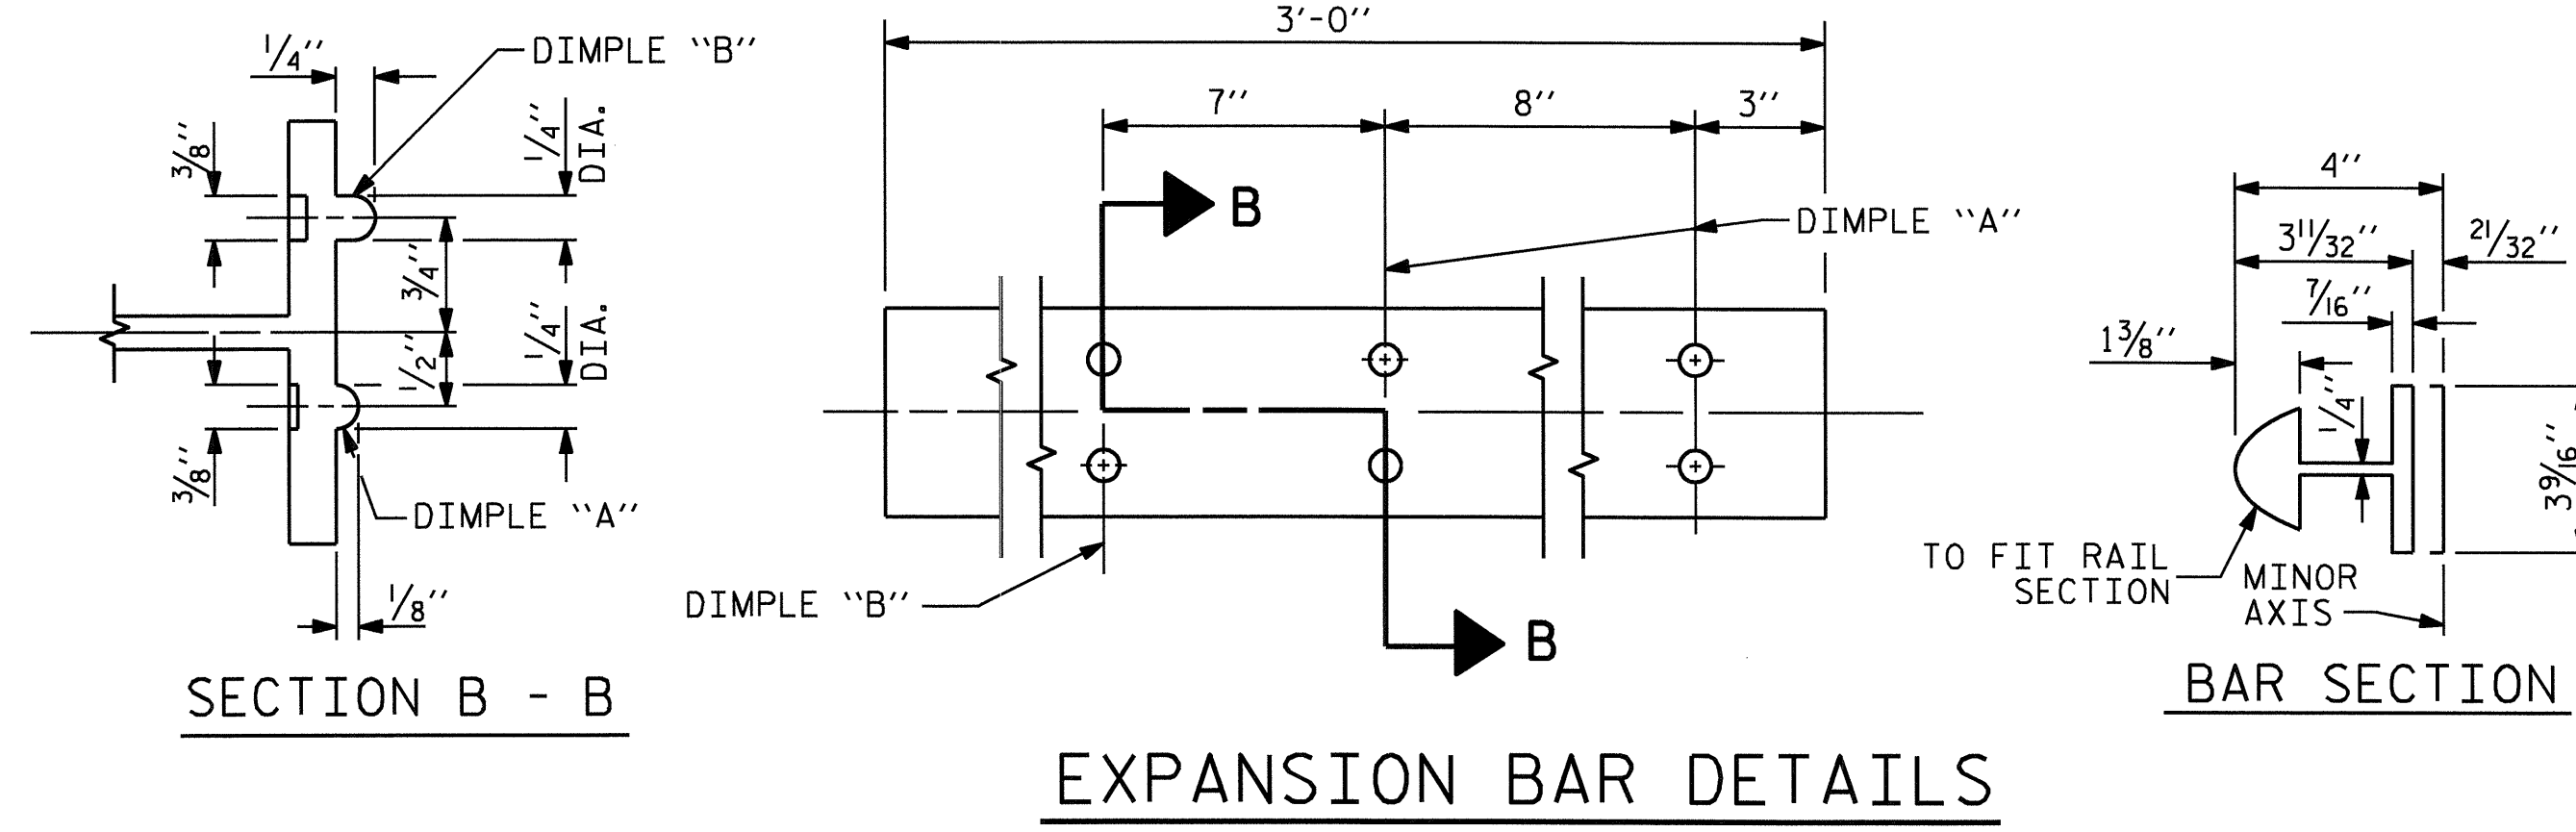 1/4"
DIMPLE "B"
3/8"
1/4"
DIA.
3/4"
1/4"
DIA.
1/2"
3/8"
DIMPLE "A"
1/8"
SECTION B - B
3'-0"
7"
8"
3"
B
DIMPLE "A"
DIMPLE "B"
B
4"
3 11/32"
21/32"
7/16"
1 3/8"
1/4"
3 9/16"
TO FIT RAIL
SECTION
MINOR
AXIS
BAR SECTION
EXPANSION BAR DETAILS